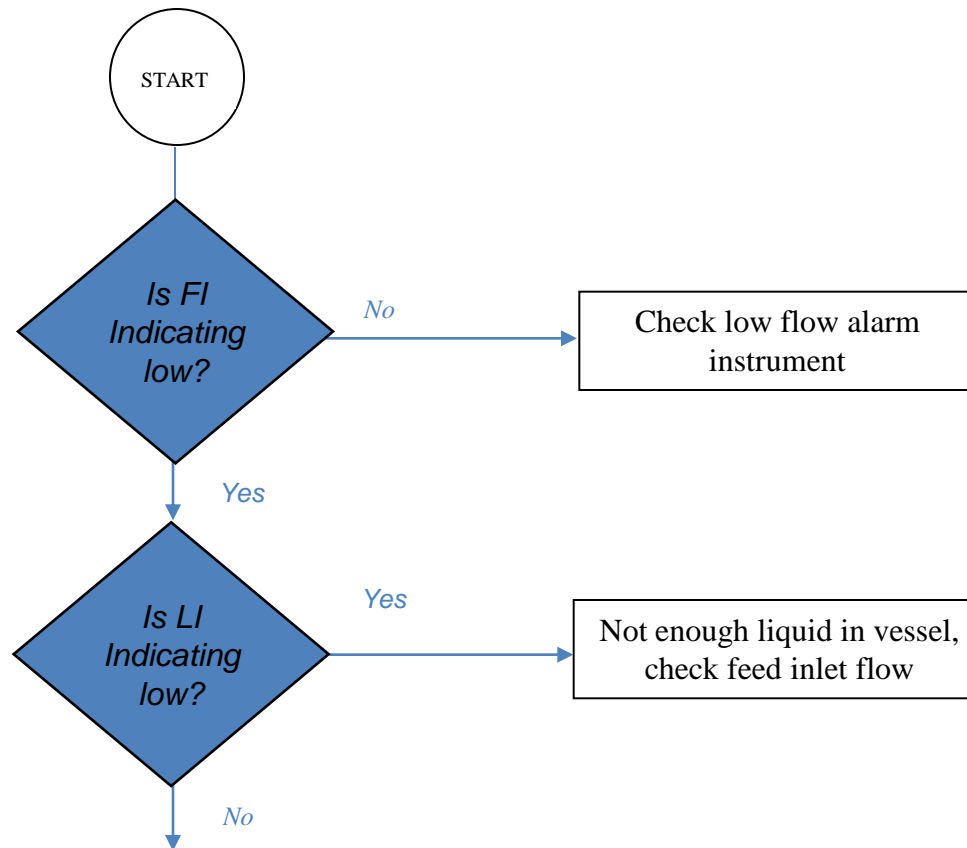 START
Is FI
Indicating
low?
No
Check low flow alarm
instrument
Yes
Is LI
Indicating
low?
Yes
Not enough liquid in vessel,
check feed inlet flow
No